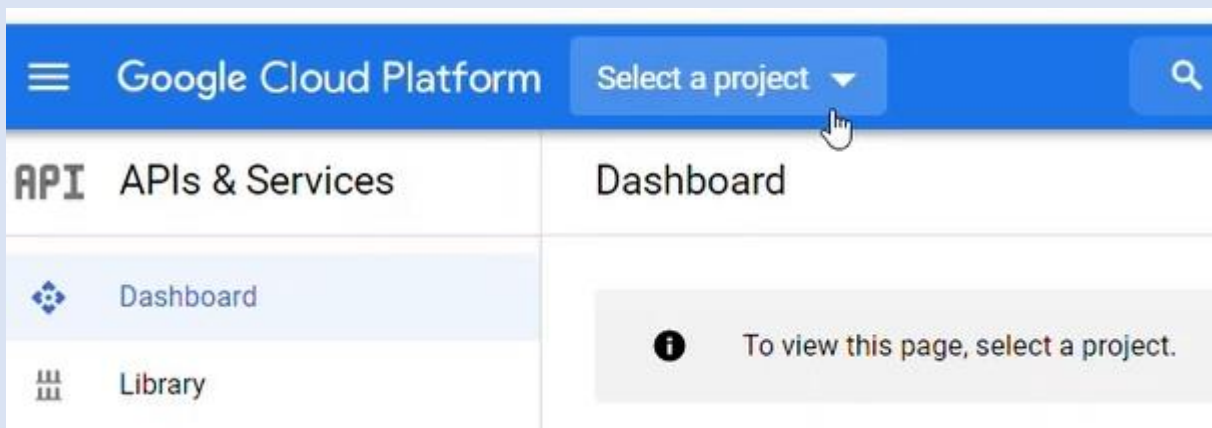 Google Cloud Platform Select a project
API APIs & Services Dashboard
Dashboard
To view this page, select a project.
Library